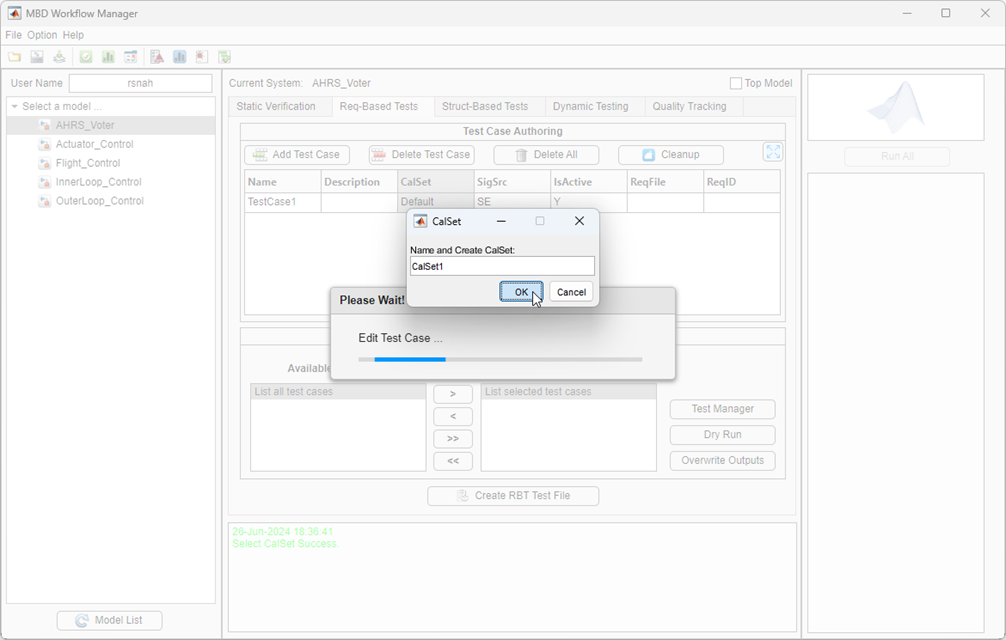 MBD Workflow Manager
File Option Help
User Name rsnah
Select a model ...
AHRS_Voter
Actuator_Control
Flight_Control
InnerLoop_Control
OuterLoop_Control
Model List
Current System: AHRS_Voter
Top Model
Static Verification Req-Based Tests Struct-Based Tests Dynamic Testing Quality Tracking
Test Case Authoring
Add Test Case Delete Test Case Delete All Cleanup
Name Description CalSet SigSrc IsActive ReqFile ReqID
TestCase1 Default SE Y
CalSet
Name and Create CalSet:
CalSet1
OK Cancel
Please Wait!
Edit Test Case ...
Available
List all test cases
>
<
>>
<<
List selected test cases
Test Manager
Dry Run
Overwrite Outputs
Create RBT Test File
26-Jun-2024 18:36:41
Select CalSet Success.
Run All